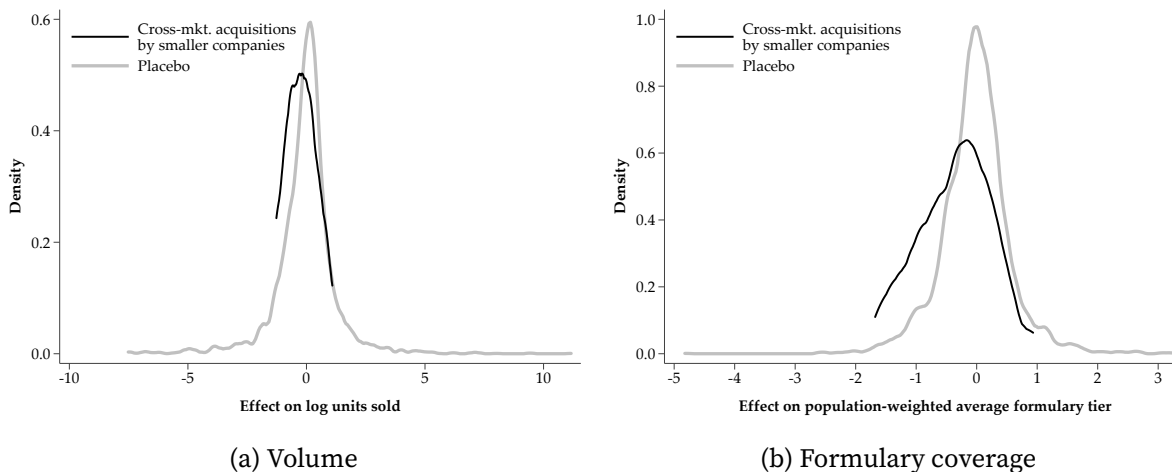 0.6
0.4
0.2
0.0
Density
Cross-mkt. acquisitions
by smaller companies
Placebo
-10
-5
0
5
10
Effect on log units sold
(a) Volume
1.0
0.8
0.6
0.4
0.2
0.0
Density
Cross-mkt. acquisitions
by smaller companies
Placebo
-5
-4
-3
-2
-1
0
1
2
3
Effect on population-weighted average formulary tier
(b) Formulary coverage